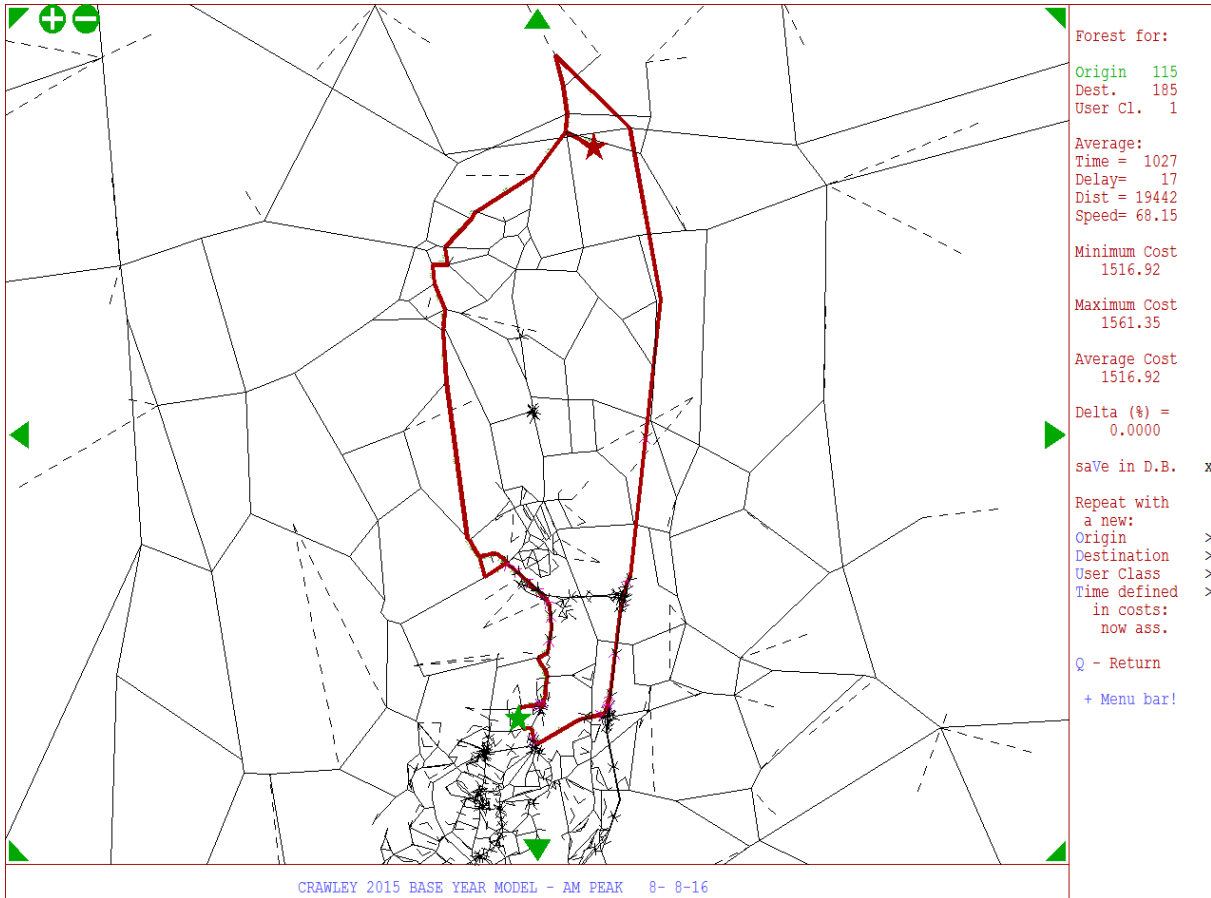 Forest for:
Origin 115
Dest. 185
User Cl. 1
Average:
Time = 1027
Delay= 17
Dist = 19442
Speed= 68.15
Minimum Cost
1516.92
Maximum Cost
1561.35
Average Cost
1516.92
Delta (%) =
0.0000
saVe in D.B. x
Repeat with
a new:
Origin >
Destination >
User Class >
Time defined >
in costs:
now ass.
Q - Return
+ Menu bar!
CRAWLEY 2015 BASE YEAR MODEL - AM PEAK 8- 8-16